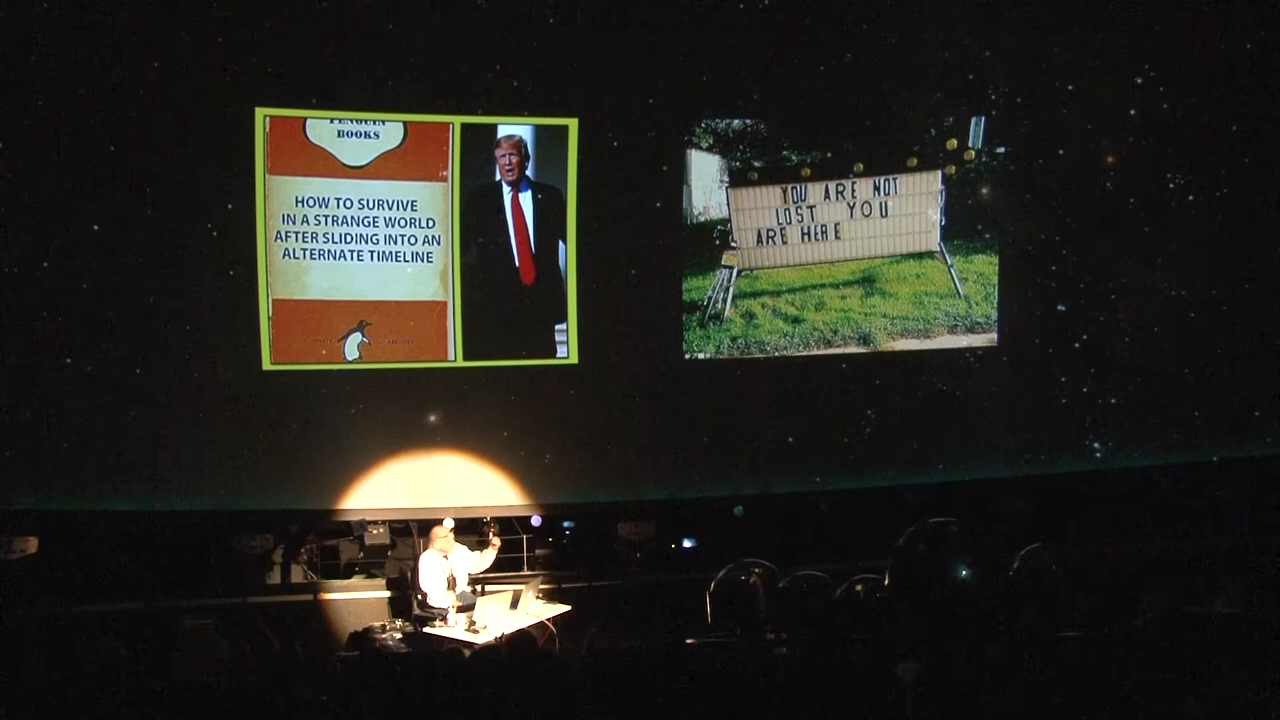 PENGUIN
BOOKS
HOW TO SURVIVE
IN A STRANGE WORLD
AFTER SLIDING INTO AN
ALTERNATE TIMELINE
YOU ARE NOT
LOST YOU
ARE HERE